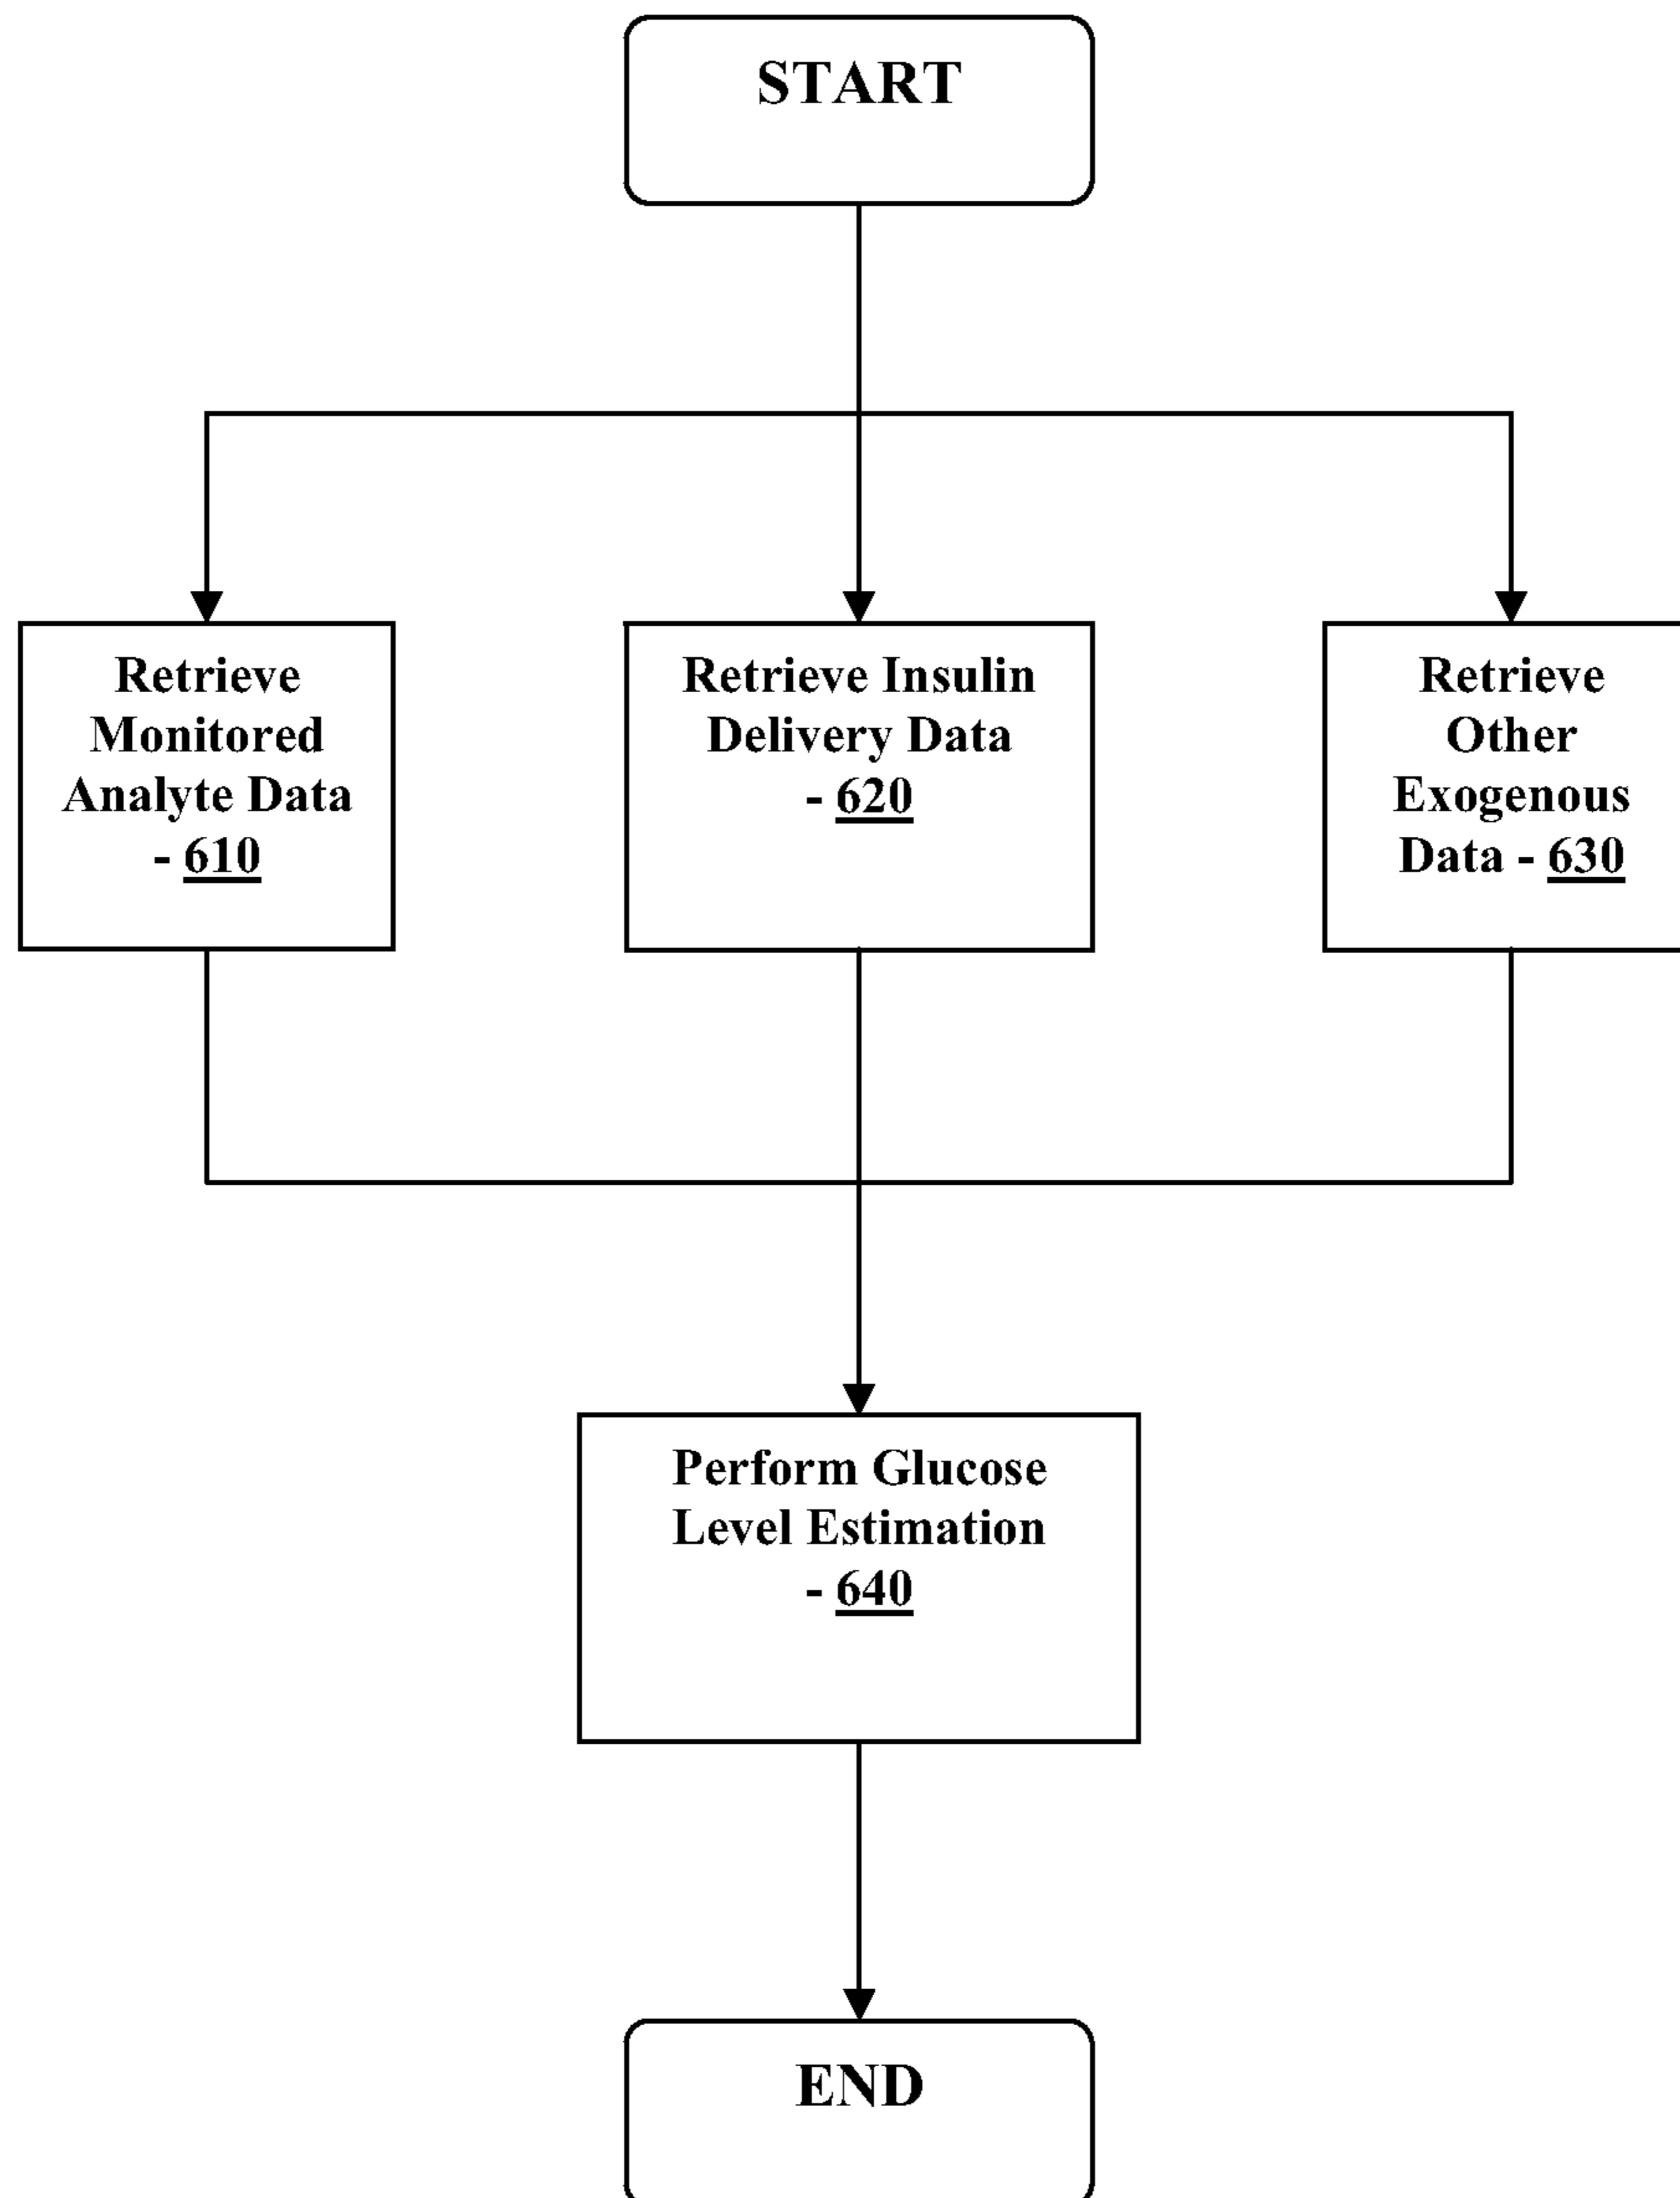 START
Retrieve
Monitored
Analyte Data
- 610
Retrieve Insulin
Delivery Data
- 620
Retrieve
Other
Exogenous
Data - 630
Perform Glucose
Level Estimation
- 640
END